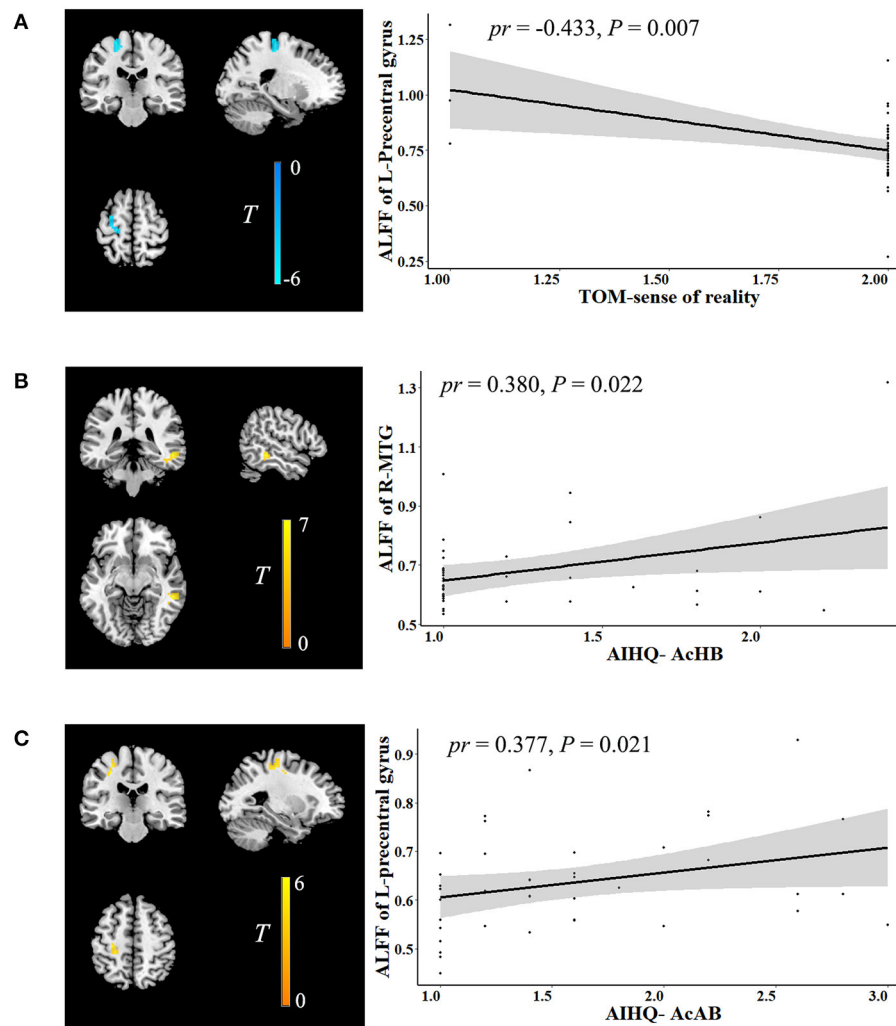 A
0
T
-6
pr = -0.433, P = 0.007
ALFF of L-Precentral gyrus
1.25
1.00
0.75
0.50
0.25
1.00 1.25 1.50 1.75 2.00
TOM-sense of reality
B
7
T
0
pr = 0.380, P = 0.022
ALFF of R-MTG
1.3
1.1
0.9
0.7
0.5
1.0 1.5 2.0
AIHQ- AcHB
C
6
T
0
pr = 0.377, P = 0.021
ALFF of L-precentral gyrus
0.9
0.8
0.7
0.6
0.5
1.0 1.5 2.0 2.5 3.0
AIHQ- AcAB